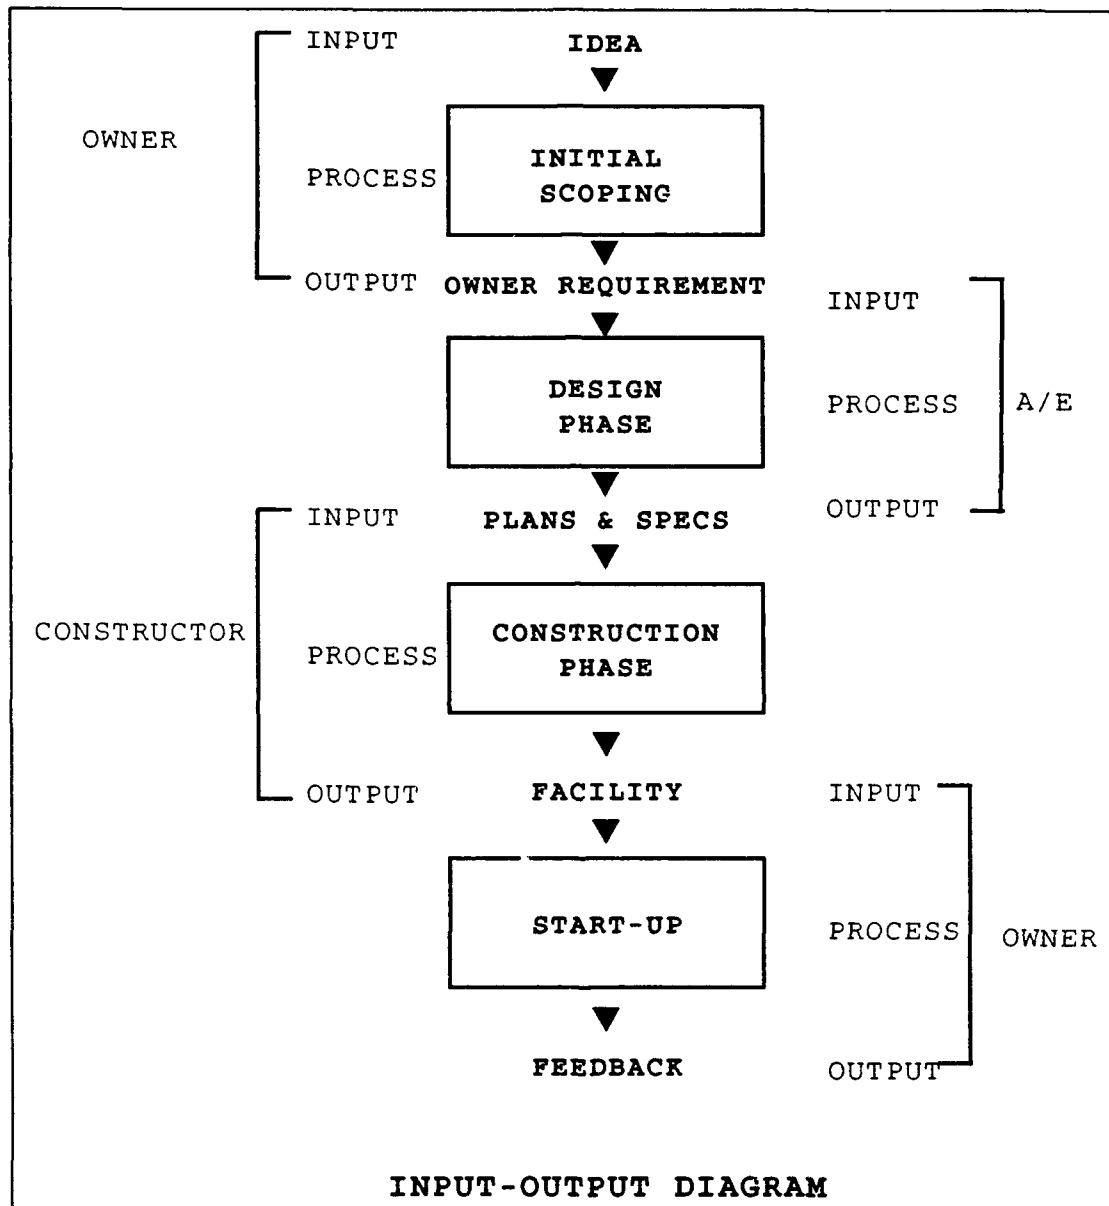 INPUT IDEA
OWNER
INITIAL
SCOPING
PROCESS
OUTPUT OWNER REQUIREMENT
INPUT
DESIGN
PHASE
PROCESS A/E
OUTPUT
INPUT PLANS & SPECS
CONSTRUCTOR
CONSTRUCTION
PHASE
PROCESS
OUTPUT FACILITY INPUT
START-UP
PROCESS OWNER
FEEDBACK OUTPUT
INPUT-OUTPUT DIAGRAM